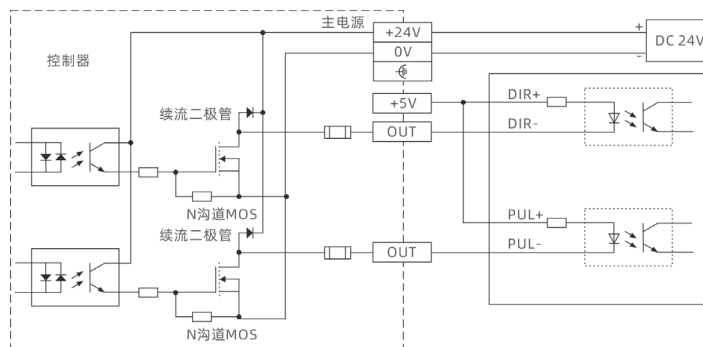 主电源
+24V
+
DC 24V
0V
-
控制器
+5V
DIR+
续流二极管
OUT
DIR-
N沟道MOS
PUL+
续流二极管
OUT
PUL-
N沟道MOS